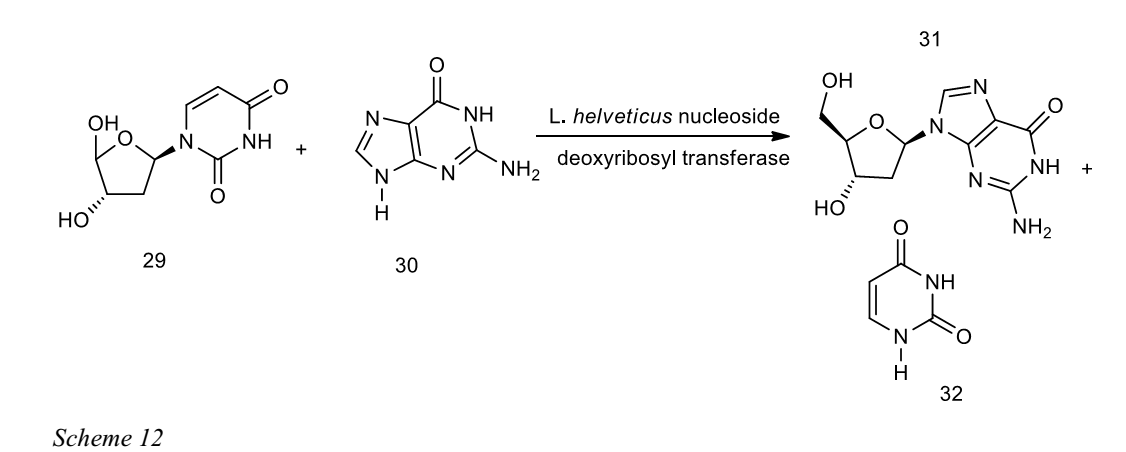 31
OH
O
N
N
O
NH
N
NH2
HO
+
OH
O
N
O
NH
O
HO
29
+
O
N
NH
N
H
N
NH2
30
L. helveticus nucleoside
deoxyribosyl transferase
O
NH
N
H
O
32
Scheme 12